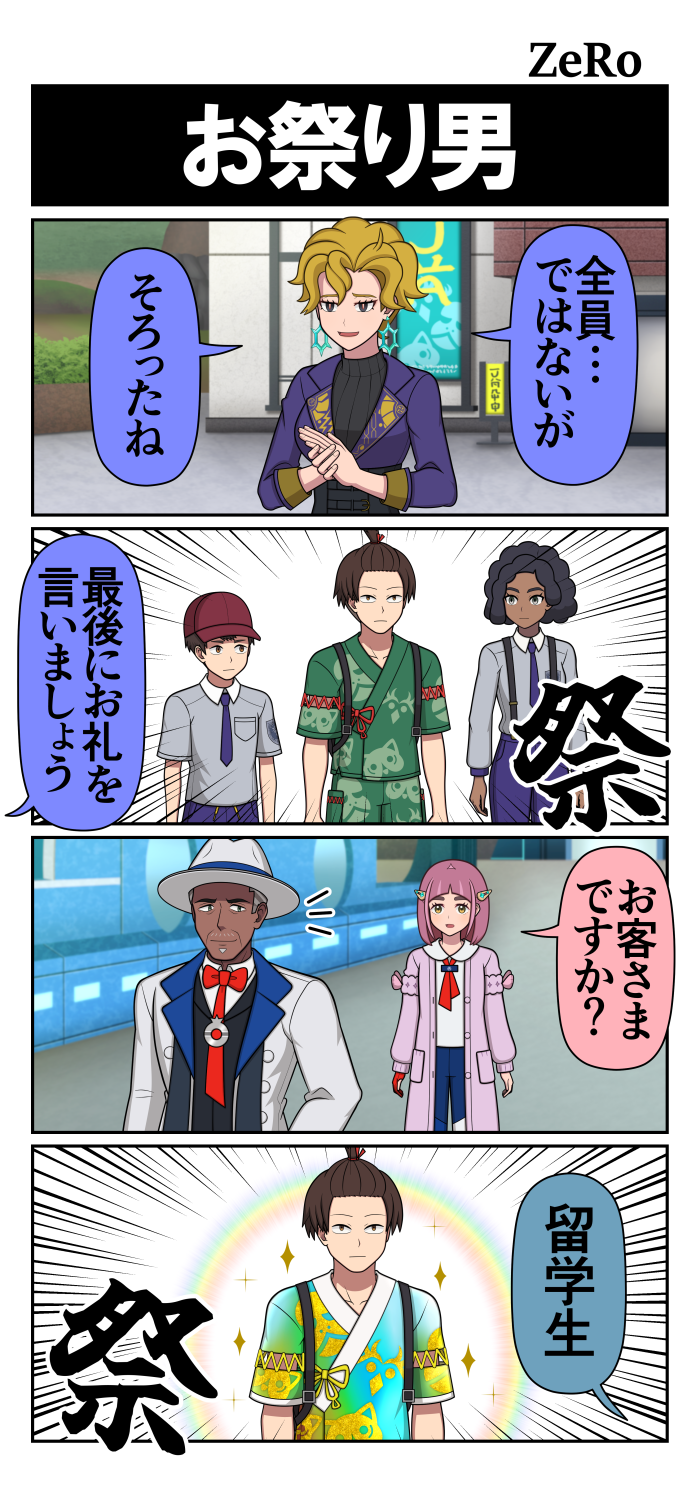 ZeRo
お祭り男
全員…
ではないが
そろったね
最後にお礼を
言いましょう
祭
お客さま
ですか？
留学生
祭